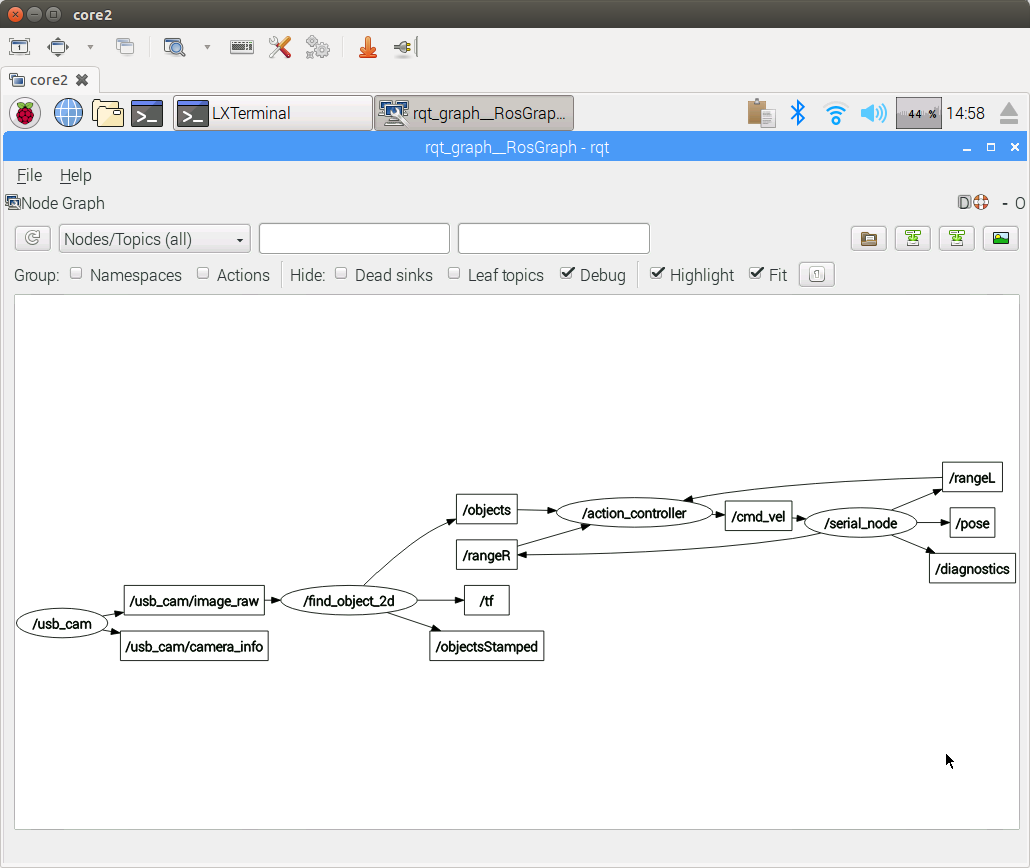 core2
core2
LXTerminal
rqt_graph__RosGrap...
44 %
14:58
rqt_graph__RosGraph - rqt
File Help
Node Graph
D - O
Nodes/Topics (all)
Group: Namespaces Actions Hide: Dead sinks Leaf topics Debug Highlight Fit
/rangeL
/objects
/action_controller
/cmd_vel
/serial_node
/pose
/rangeR
/diagnostics
/usb_cam/image_raw
/find_object_2d
/tf
/usb_cam
/usb_cam/camera_info
/objectsStamped